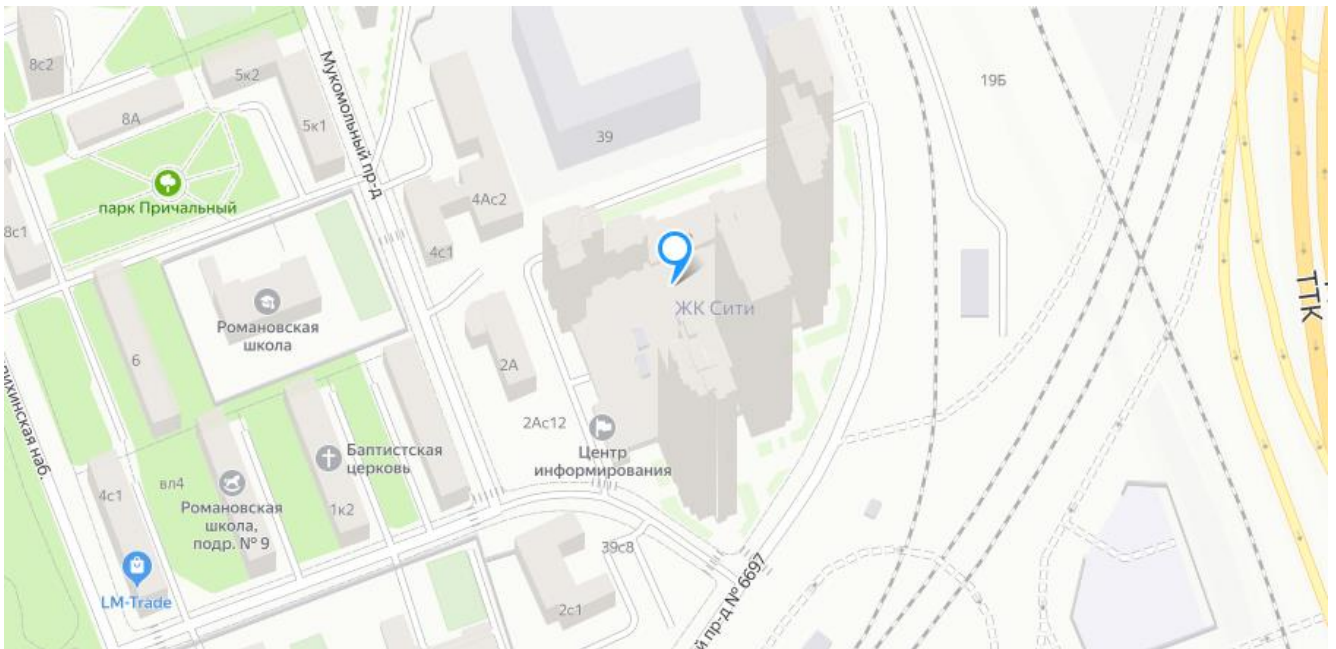 8с2
5к2
8А
5к1
Мукомольный пр-д
39
19Б
парк Причальный
4Ас2
8с1
4с1
ТТК
Романовская
школа
ЖК Сити
6
2А
2Ас12
Центр
информирования
Баптистская
церковь
4с1
вл4
Романовская
школа,
подр. № 9
1к2
39с8
LM-Trade
2с1
пр-д № 6697
наб.